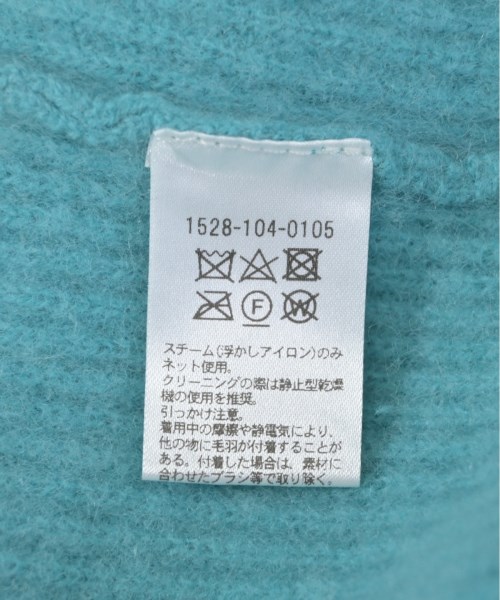 1528-104-0105
F W
スチーム(浮かしアイロン)のみ
ネット使用。
クリーニングの際は静止型乾燥
機の使用を推奨。
引っかけ注意。
着用中の摩擦や静電気により、
他の物に毛羽が付着することが
ある。付着した場合は、素材に
合わせたブラシ等で取り除く。